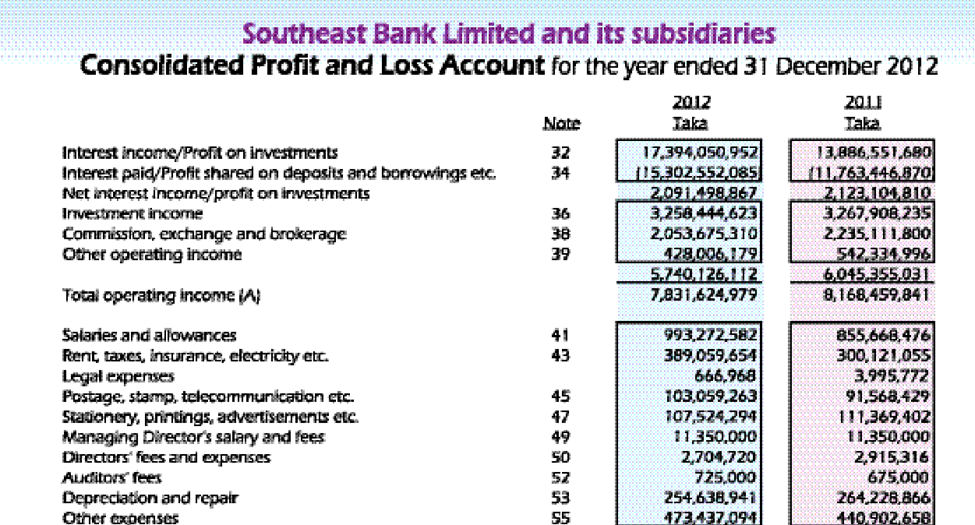 Southeast Bank Limited and its subsidiaries
Consolidated Profit and Loss Account for the year ended 31 December 2012
2012 2011
Note Taka Taka
Interest income/Profit on investments 32 17,394,050,952 13,886,551,680
Interest paid/Profit shared on deposits and borrowings etc. 34 (15,302,552,085) (11,763,446,870)
Net interest income/profit on investments 2,091,498,867 2,123,104,810
Investment income 36 3,258,444,623 3,267,908,235
Commission, exchange and brokerage 38 2,053,675,310 2,235,111,800
Other operating income 39 428,006,179 542,334,996
5,740,126,112 6,045,355,031
Total operating income (A) 7,831,624,979 8,168,459,841
Salaries and allowances 41 993,272,582 855,668,476
Rent, taxes, insurance, electricity etc. 43 389,059,654 300,121,055
Legal expenses 666,968 3,995,772
Postage, stamp, telecommunication etc. 45 103,059,263 91,568,429
Stationery, printings, advertisements etc. 47 107,524,294 111,369,402
Managing Director's salary and fees 49 11,350,000 11,350,000
Directors' fees and expenses 50 2,704,720 2,915,316
Auditors' fees 52 725,000 675,000
Depreciation and repair 53 254,638,941 264,228,866
Other expenses 55 473,437,094 440,902,658